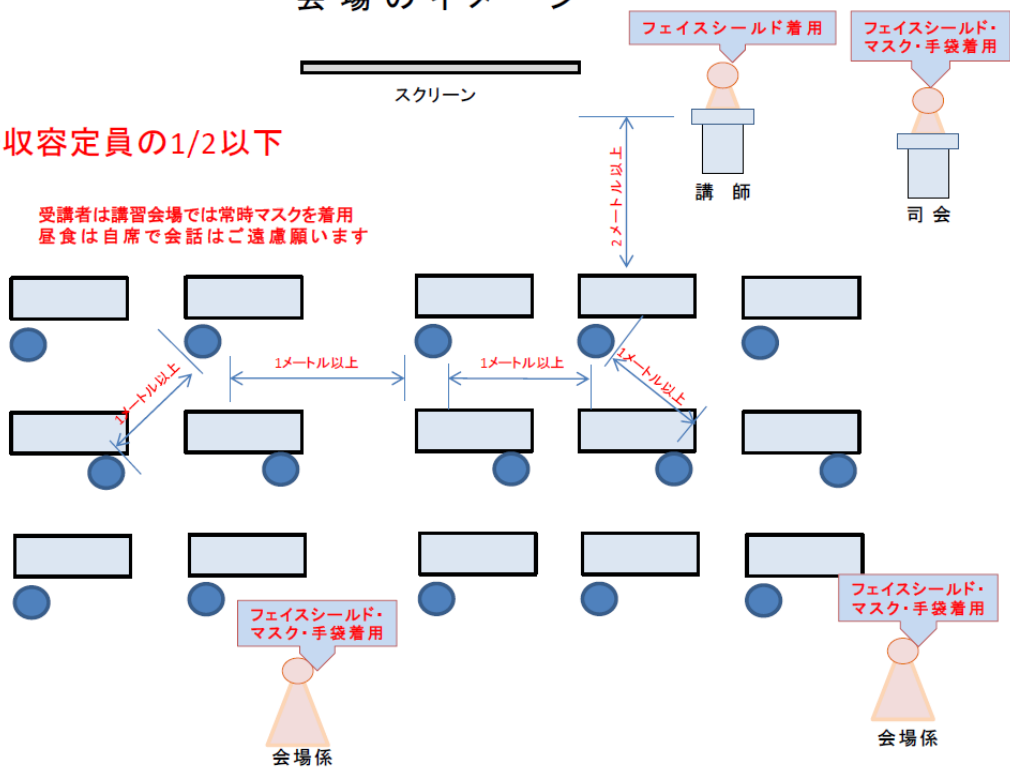 会場のイメージ
フェイスシールド着用
フェイスシールド・
マスク・手袋着用
スクリーン
収容定員の1/2以下
2メートル以上
講師
司会
受講者は講習会場では常時マスクを着用
昼食は自席で会話はご遠慮願います
1メートル以上
1メートル以上
1メートル以上
1メートル以上
フェイスシールド・
マスク・手袋着用
会場係
フェイスシールド・
マスク・手袋着用
会場係